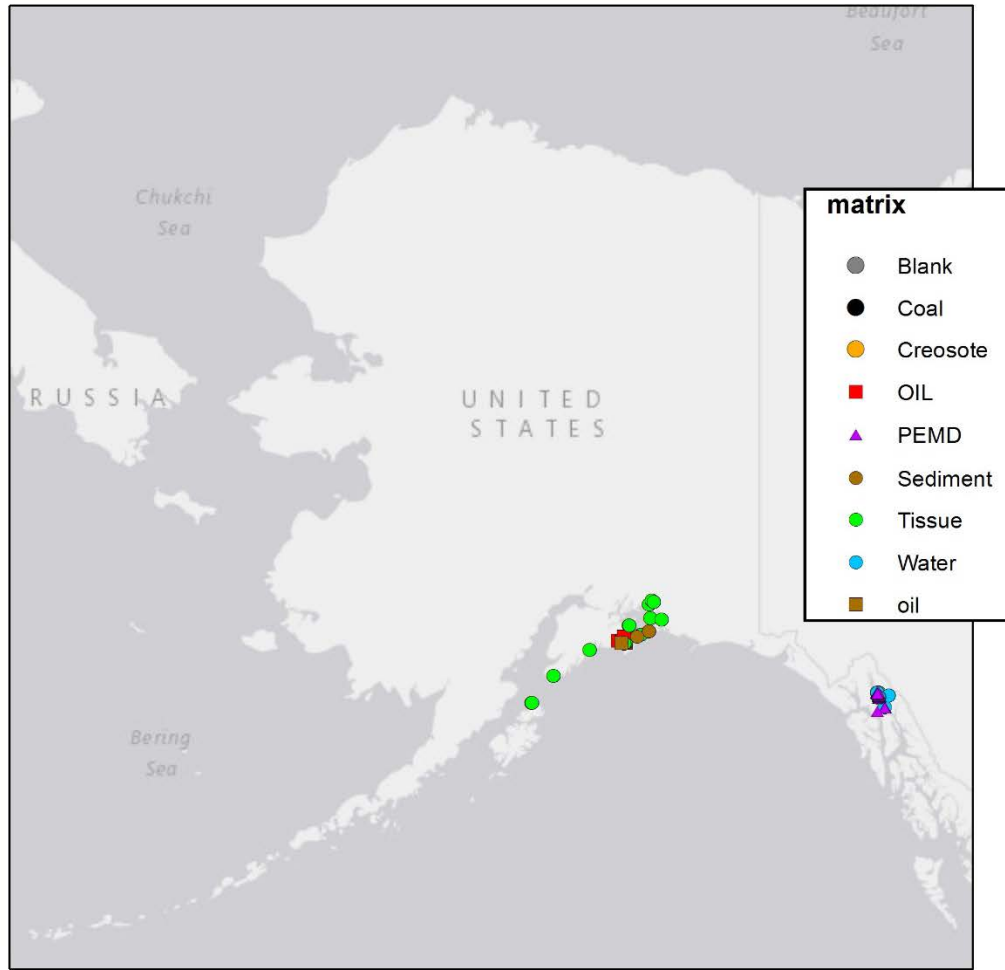 Beaufort
Sea
Chukchi
Sea
matrix
Blank
Coal
Creosote
OIL
PEMD
Sediment
Tissue
Water
oil
RUSSIA
UNITED
STATES
Bering
Sea